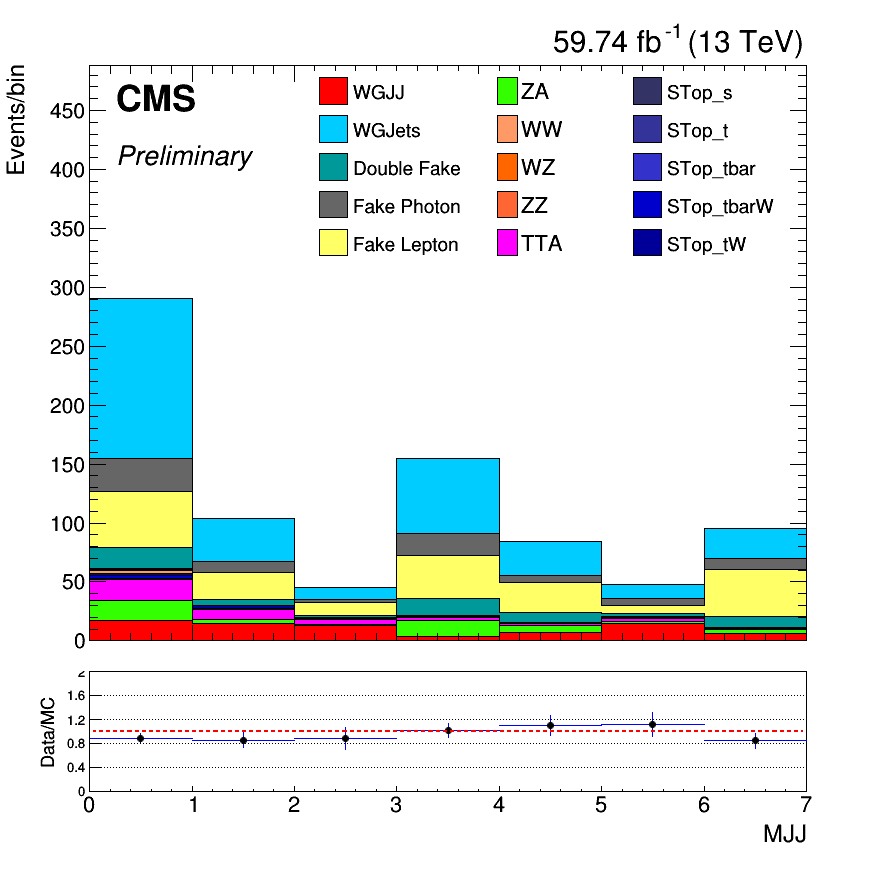 59.74 fb-1 (13 TeV)
Events/bin
CMS
Preliminary
WGJJ
WGJets
Double Fake
Fake Photon
Fake Lepton
ZA
WW
WZ
ZZ
TTA
STop_s
STop_t
STop_tbar
STop_tbarW
STop_tW
450
400
350
300
250
200
150
100
50
0
Data/MC
2
1.6
1.2
0.8
0.4
0
0 1 2 3 4 5 6 7
MJJ